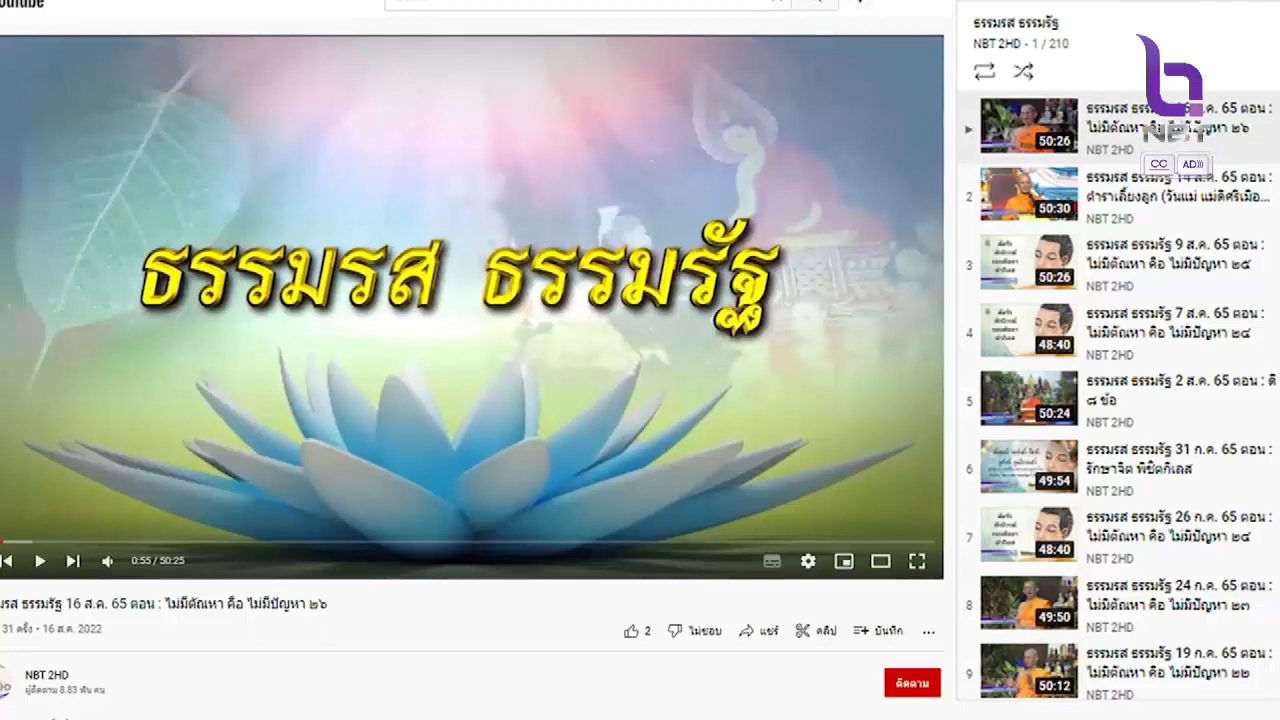 ธรรมรส ธรรมรัฐ
0:55 / 50:25
ธรรมรัฐ 16 ส.ค. 65 ตอน : ไม่มีตัณหา คือ ไม่มีปัญหา ๒๖
31 ครั้ง • 16 ส.ค. 2022
2
ไม่ชอบ
แชร์
คลิป
บันทึก
...
NBT 2HD
ผู้ติดตาม 8.83 พัน คน
ติดตาม
ธรรมรส ธรรมรัฐ
NBT 2HD - 1 / 210
NBT
CC AD
50:26
ธรรมรส
65 ตอน :
ไม่มีตัณหา
๒๖
NBT 2HD
2
50:30
ธรรมรส ธรรมรัฐ 14 ส.ค. 65 ตอน :
ตำราเลี้ยงลูก (วันแม่
NBT 2HD
3
50:26
ธรรมรส ธรรมรัฐ 9 ส.ค. 65 ตอน :
ไม่มีตัณหา คือ ไม่มีปัญหา ๒๕
NBT 2HD
4
48:40
ธรรมรส ธรรมรัฐ 7 ส.ค. 65 ตอน :
ไม่มีตัณหา คือ ไม่มีปัญหา ๒๔
NBT 2HD
5
50:24
ธรรมรส ธรรมรัฐ 2 ส.ค. 65 ตอน :
๘ ข้อ
NBT 2HD
6
49:54
ธรรมรส ธรรมรัฐ 31 ก.ค. 65 ตอน :
รักษาจิต พิชิตกิเลส
NBT 2HD
7
48:40
ธรรมรส ธรรมรัฐ 26 ก.ค. 65 ตอน :
ไม่มีตัณหา คือ ไม่มีปัญหา ๒๔
NBT 2HD
8
49:50
ธรรมรส ธรรมรัฐ 24 ก.ค. 65 ตอน :
ไม่มีตัณหา คือ ไม่มีปัญหา ๒๓
NBT 2HD
9
50:12
ธรรมรส ธรรมรัฐ 19 ก.ค. 65 ตอน :
ไม่มีตัณหา คือ ไม่มีปัญหา ๒๒
NBT 2HD